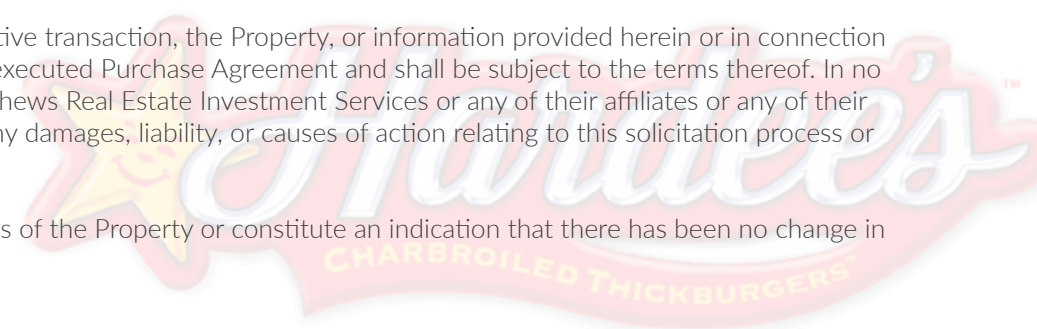 tive transaction, the Property, or information provided herein or in connection
executed Purchase Agreement and shall be subject to the terms thereof. In no
hews Real Estate Investment Services or any of their affiliates or any of their
ny damages, liability, or causes of action relating to this solicitation process or
s of the Property or constitute an indication that there has been no change in
Hardee's™
CHARBROILED THICKBURGERS™